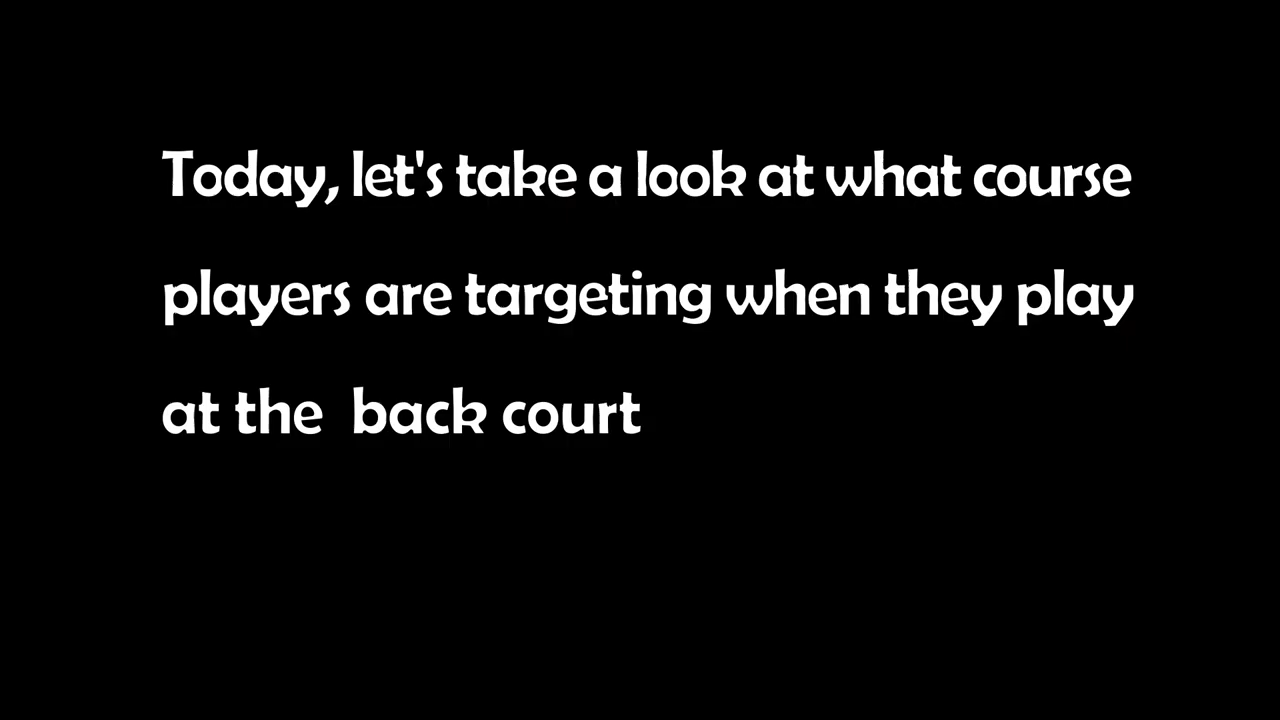 Today, let's take a look at what course
players are targeting when they play
at the  back court